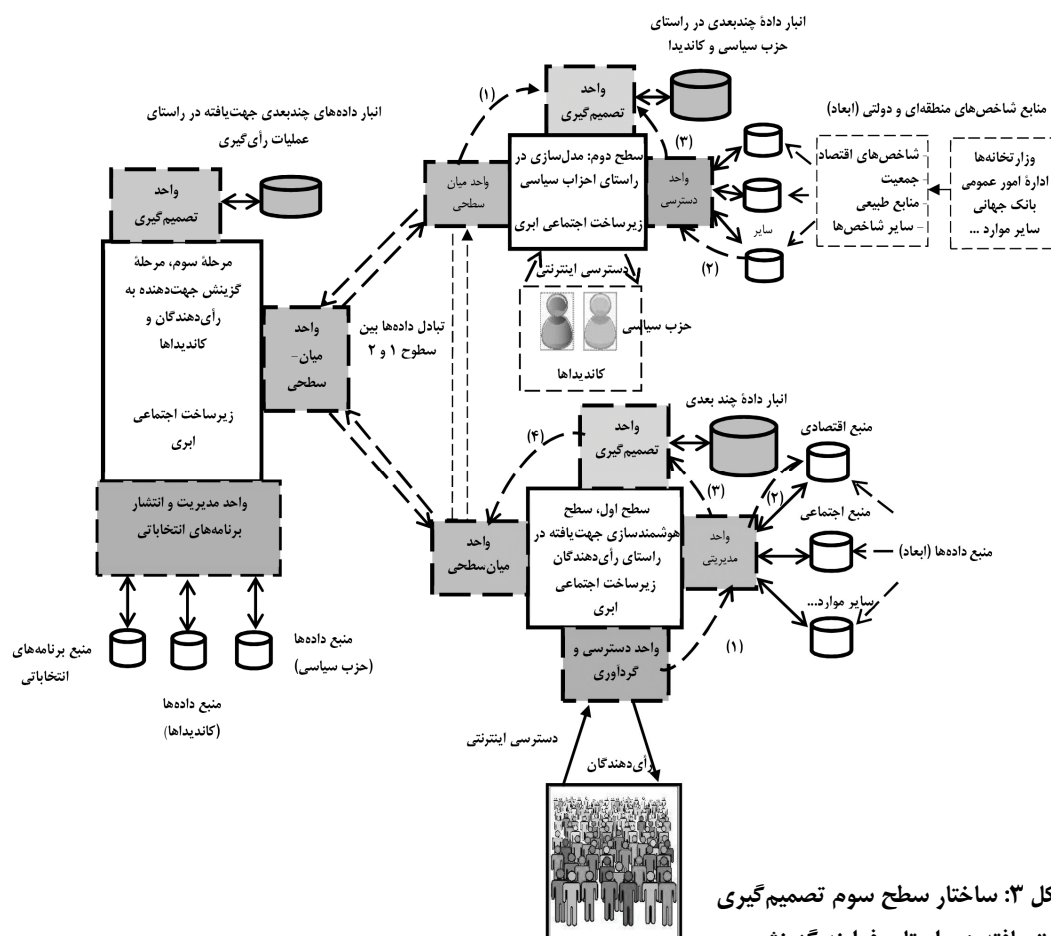 انبار دادهٔ چندبعدی در راستای
حزب سیاسی و کاندیدا
منابع شاخص‌های منطقه‌ای و دولتی (ابعاد)
وزارتخانه‌ها
ادارهٔ امور عمومی
بانک جهانی
سایر موارد ...
- شاخص‌های اقتصاد
- جمعیت
منابع طبیعی
- سایر شاخص‌ها
واحد
تصمیم‌گیری
(۱)
(۳)
(۲)
سایر
واحد
دسترسی
سطح دوم: مدل‌سازی در
راستای احزاب سیاسی
زیرساخت اجتماعی ابری
واحد میان
سطحی
دسترسی اینترنتی
حزب سیاسی
کاندیداها
انبار داده‌های چندبعدی جهت‌یافته در راستای
عملیات رأی‌گیری
واحد
تصمیم‌گیری
مرحلهٔ سوم، مرحلهٔ
گزینش جهت‌دهنده به
رأی‌دهندگان و
کاندیداها
زیرساخت اجتماعی
ابری
واحد
میان-
سطحی
تبادل داده‌ها بین
سطوح ۱ و ۲
واحد مدیریت و انتشار
برنامه‌های انتخاباتی
منبع داده‌ها
(حزب سیاسی)
منبع داده‌ها
(کاندیداها)
منبع برنامه‌های
انتخاباتی
انبار دادهٔ چند بعدی
واحد
تصمیم‌گیری
(۴)
(۳)
(۲)
(۱)
منبع اقتصادی
منبع اجتماعی
منبع داده‌ها (ابعاد)
سایر موارد...
واحد
مدیریتی
سطح اول، سطح
هوشمندسازی جهت‌یافته در
راستای رأی‌دهندگان
زیرساخت اجتماعی
ابری
واحد
میان‌سطحی
واحد دسترسی و
گردآوری
دسترسی اینترنتی
رأی‌دهندگان
کل ۳: ساختار سطح سوم تصمیم‌گیری